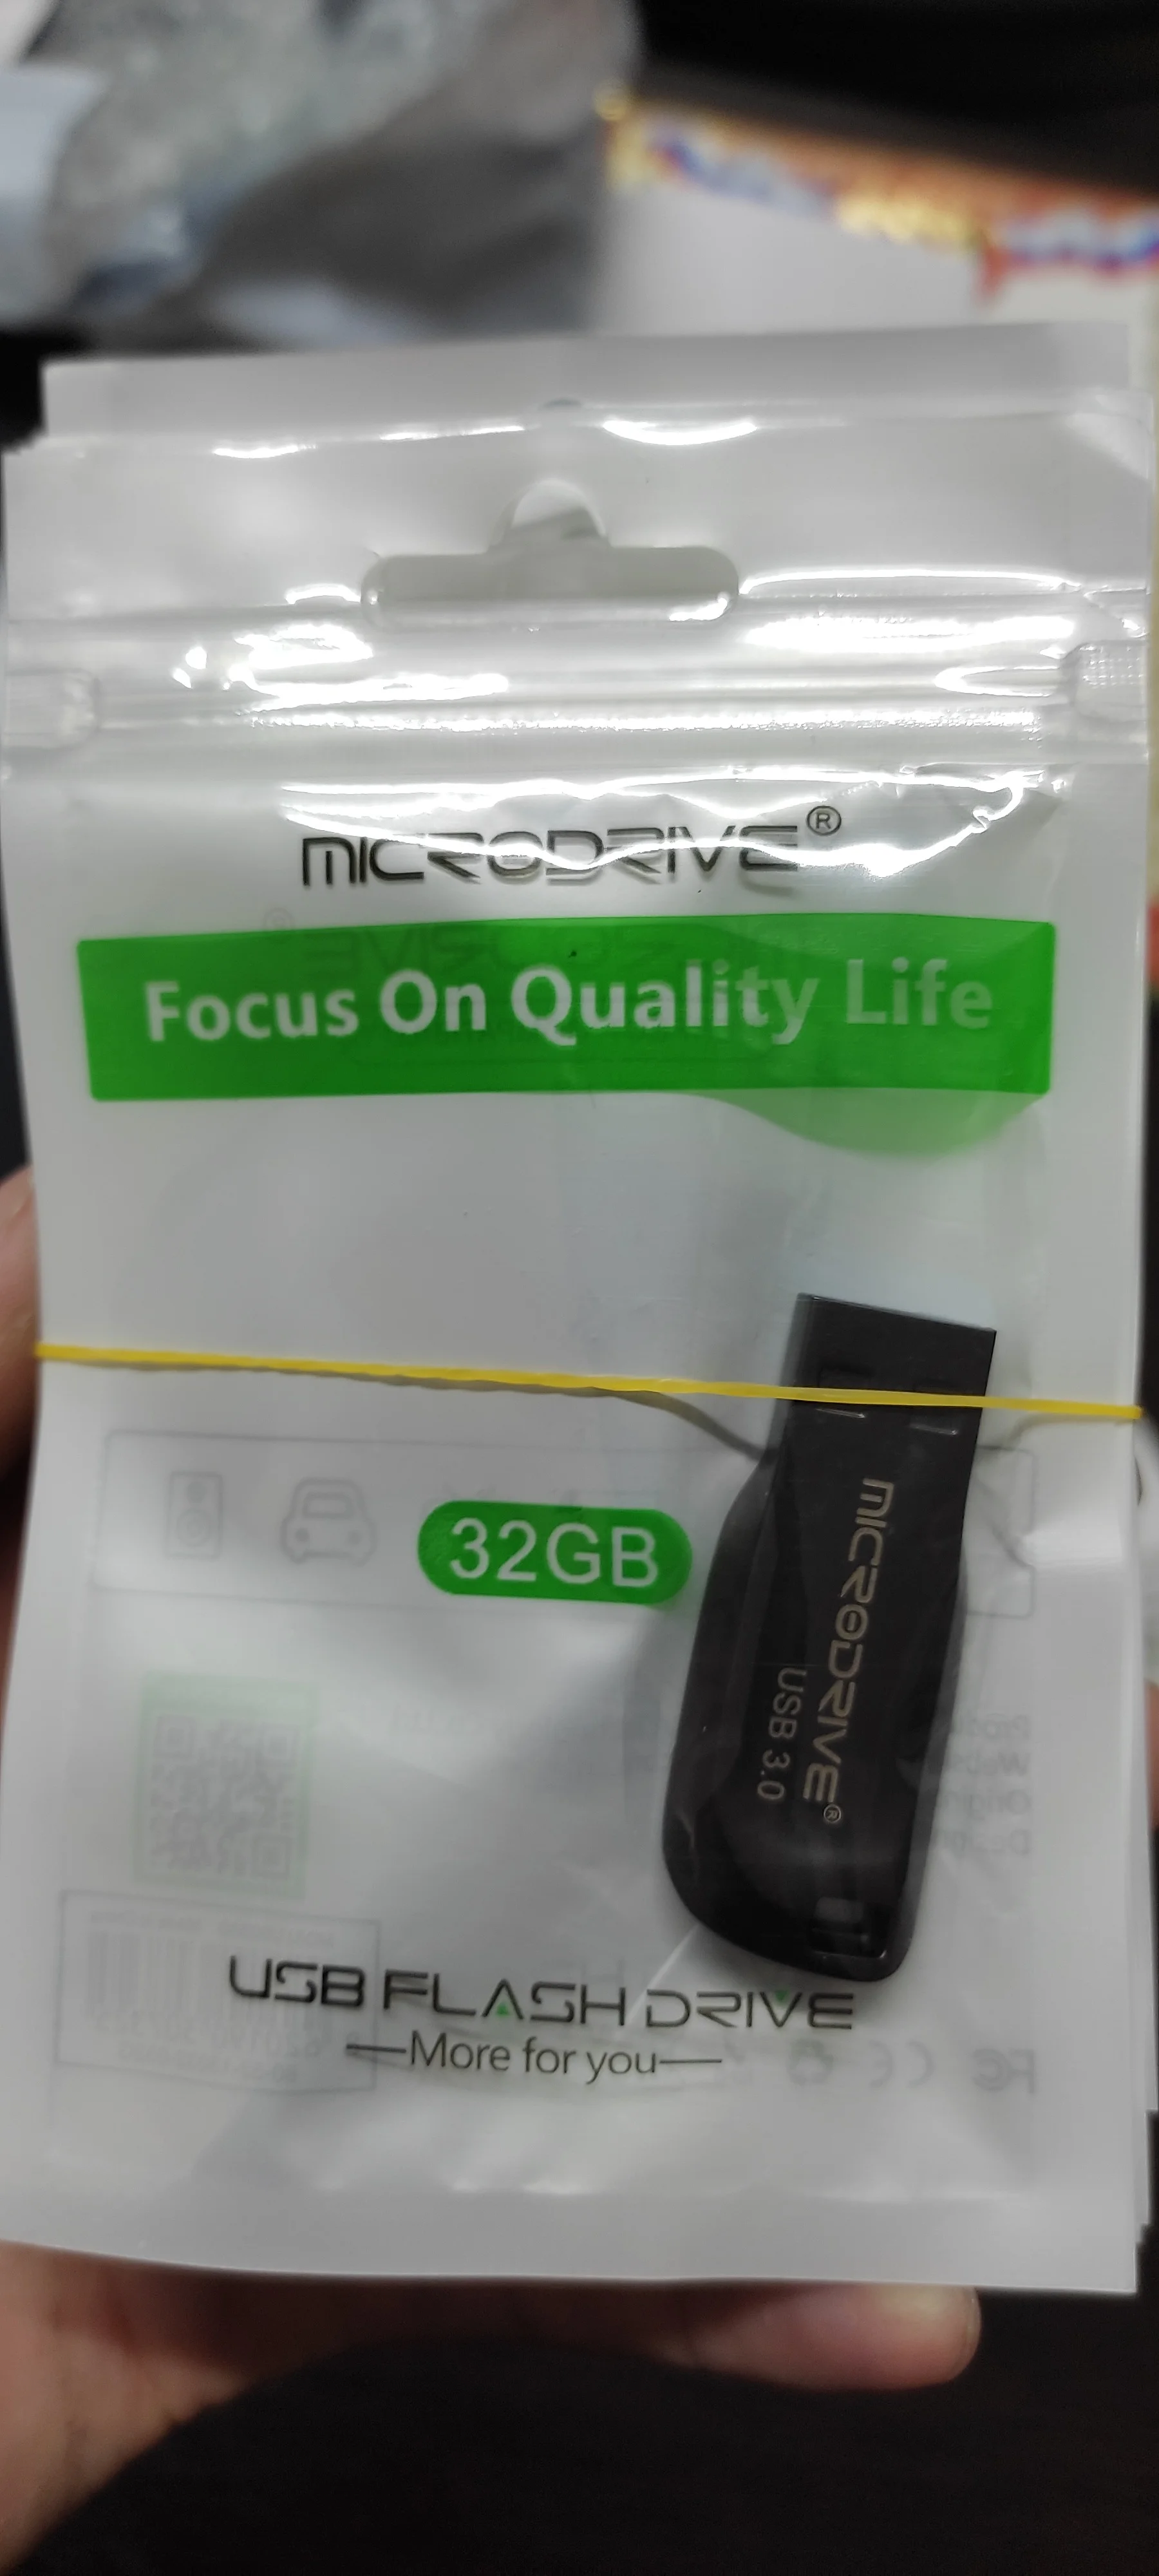 MICRODRIVE®
Focus On Quality Life
32GB
MICRODRIVE®
USB 3.0
USB FLASH DRIVE
—More for you—